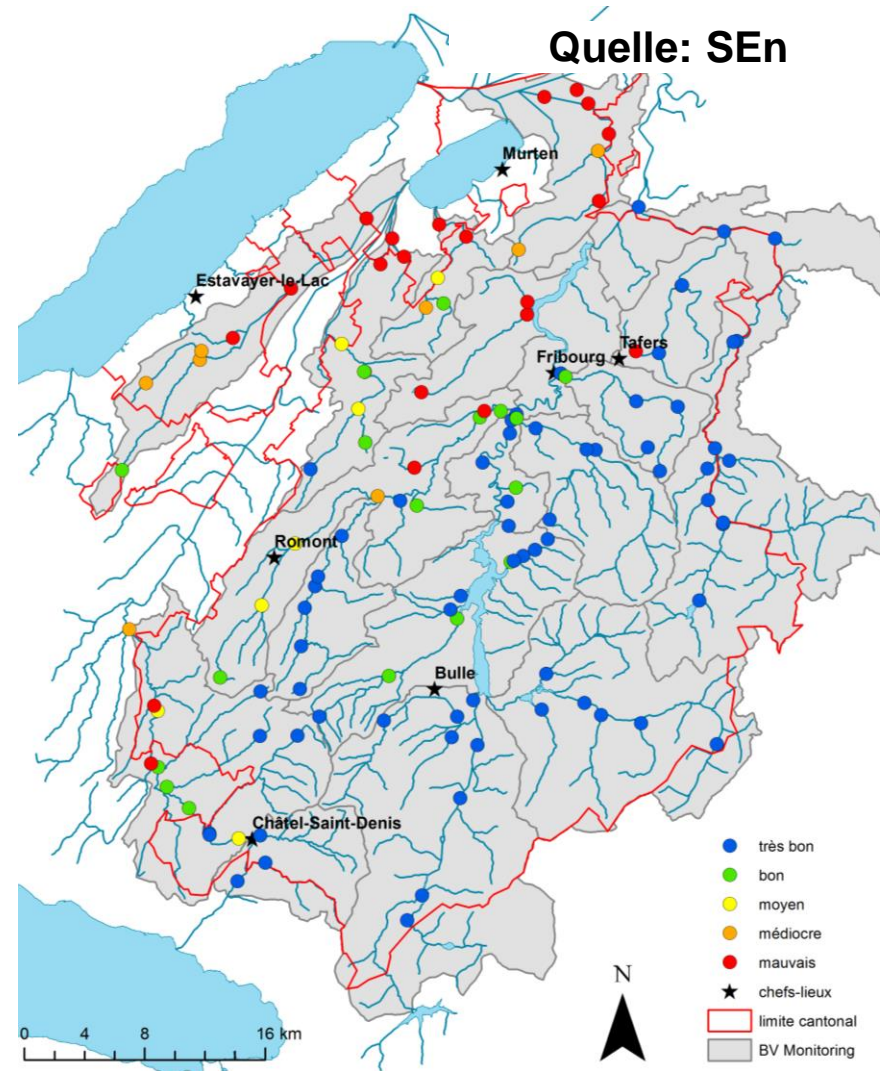 Quelle: SEn
Murten
Estavayer-le-Lac
Tafers
Fribourg
Romont
Bulle
Châtel-Saint-Denis
très bon
bon
moyen
médiocre
mauvais
chefs-lieux
limite cantonal
BV Monitoring
N
0 4 8 16 km